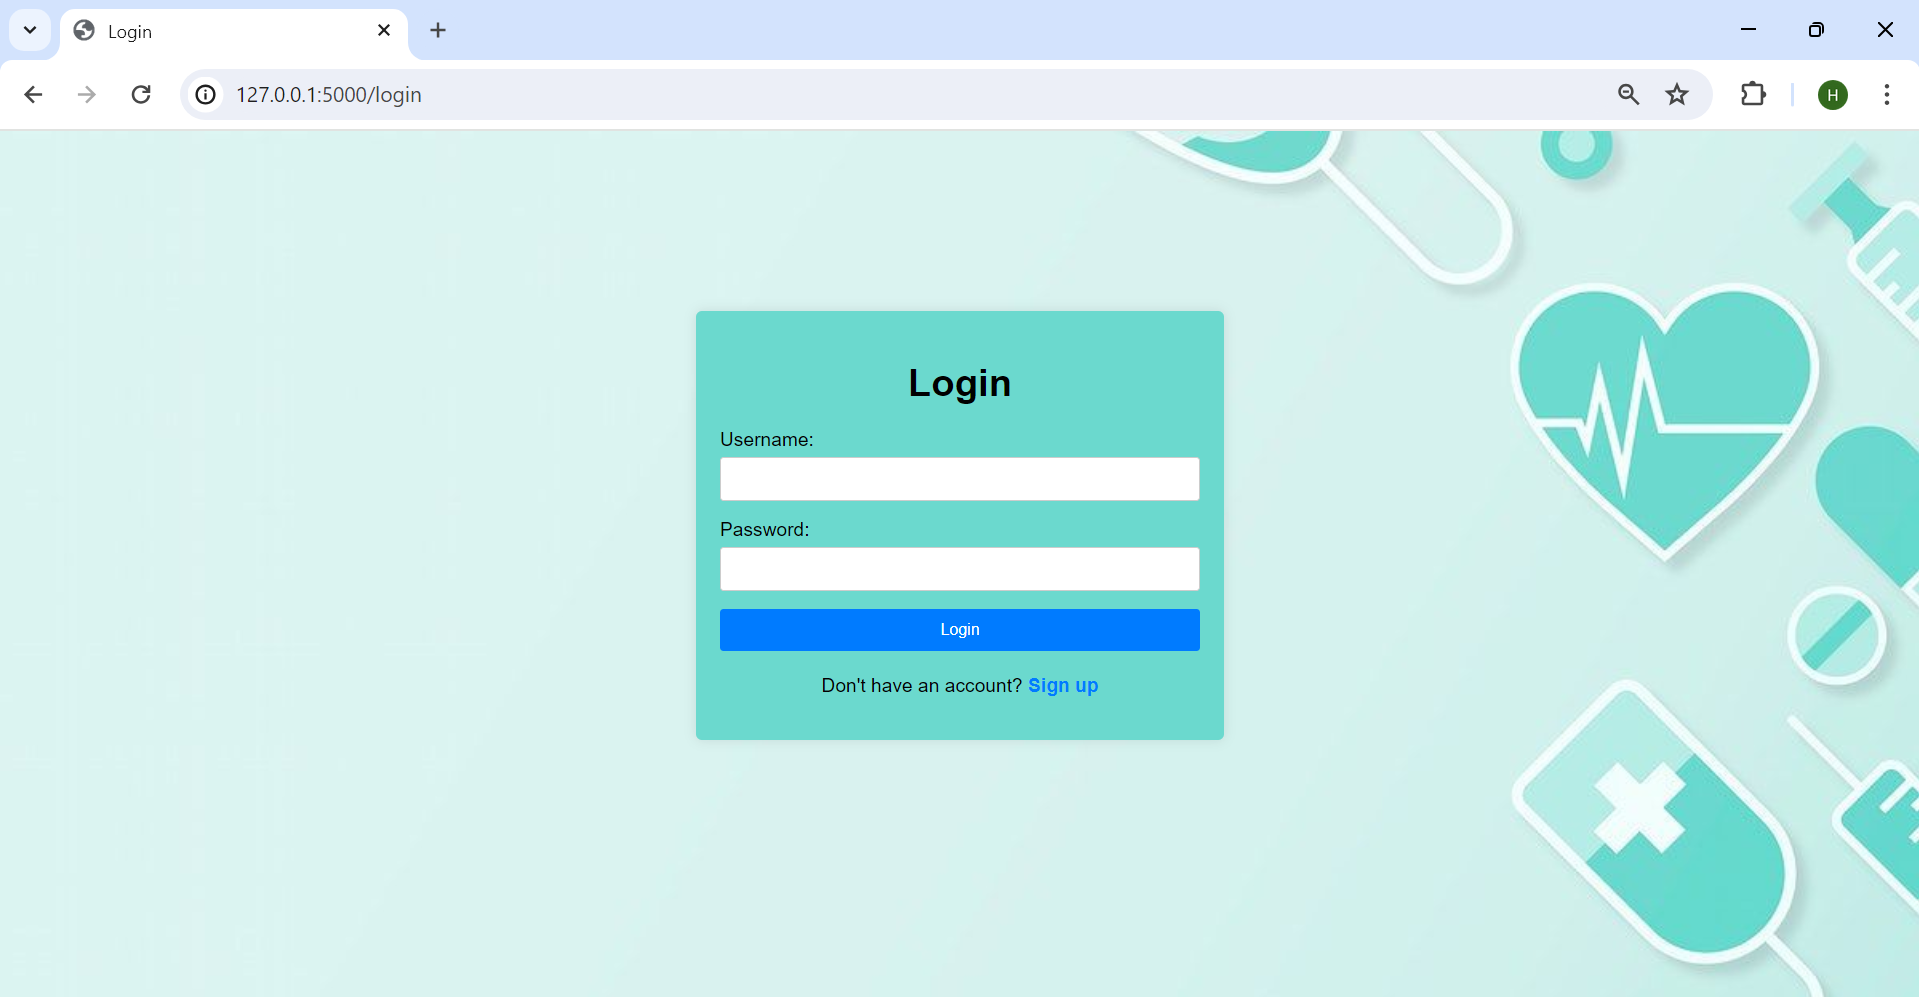 Login
127.0.0.1:5000/login
H
Login
Username:
Password:
Login
Don't have an account? Sign up